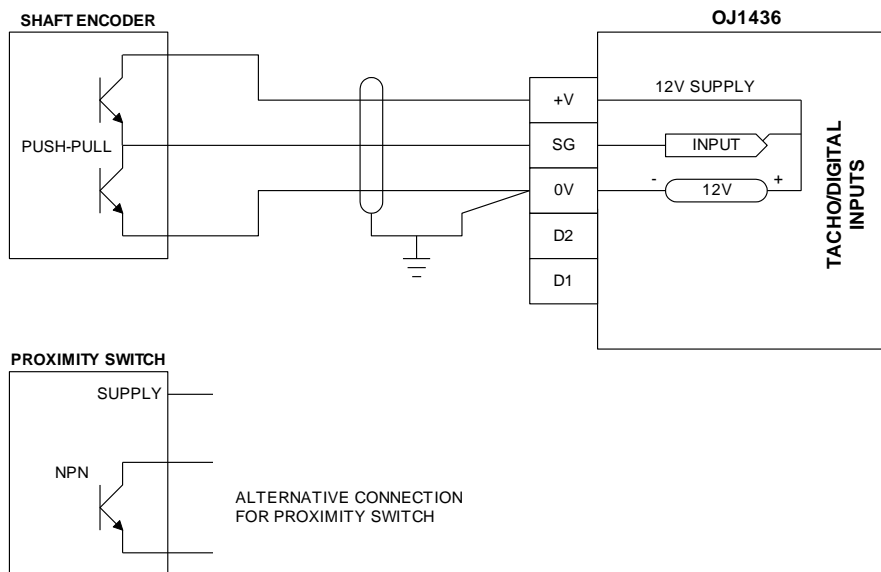 SHAFT ENCODER
OJ1436
PUSH-PULL
+V
SG
0V
D2
D1
12V SUPPLY
INPUT
- 12V +
TACHO/DIGITAL
INPUTS
PROXIMITY SWITCH
SUPPLY
NPN
ALTERNATIVE CONNECTION
FOR PROXIMITY SWITCH